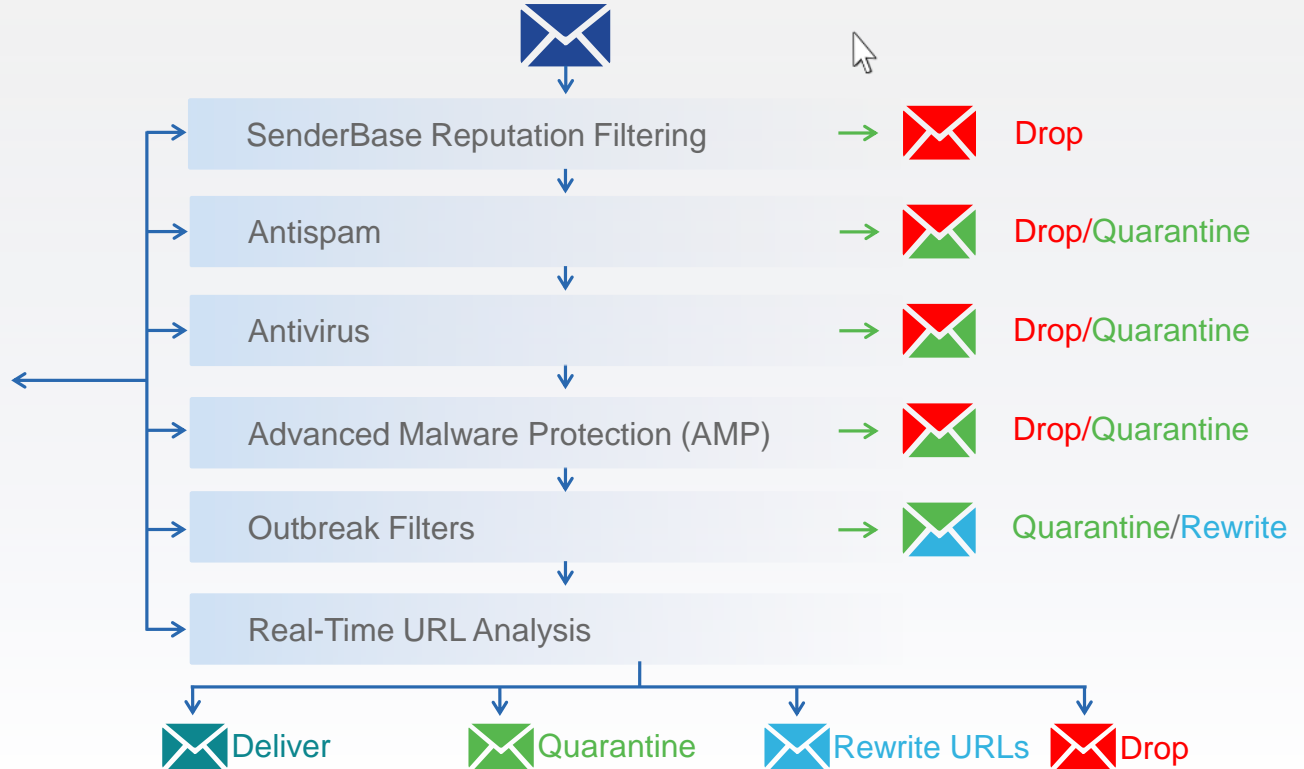 SenderBase Reputation Filtering
Drop
Antispam
Drop/Quarantine
Antivirus
Drop/Quarantine
Advanced Malware Protection (AMP)
Drop/Quarantine
Outbreak Filters
Quarantine/Rewrite
Real-Time URL Analysis
Deliver
Quarantine
Rewrite URLs
Drop